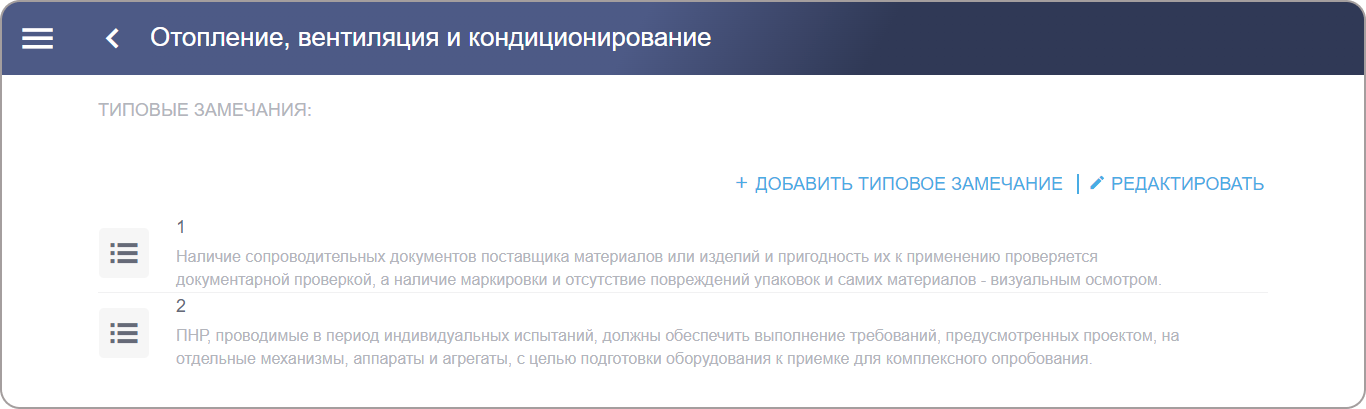 Отопление, вентиляция и кондиционирование
ТИПОВЫЕ ЗАМЕЧАНИЯ:
+ ДОБАВИТЬ ТИПОВОЕ ЗАМЕЧАНИЕ | РЕДАКТИРОВАТЬ
1
Наличие сопроводительных документов поставщика материалов или изделий и пригодность их к применению проверяется
документарной проверкой, а наличие маркировки и отсутствие повреждений упаковок и самих материалов - визуальным осмотром.
2
ПНР, проводимые в период индивидуальных испытаний, должны обеспечить выполнение требований, предусмотренных проектом, на
отдельные механизмы, аппараты и агрегаты, с целью подготовки оборудования к приемке для комплексного опробования.